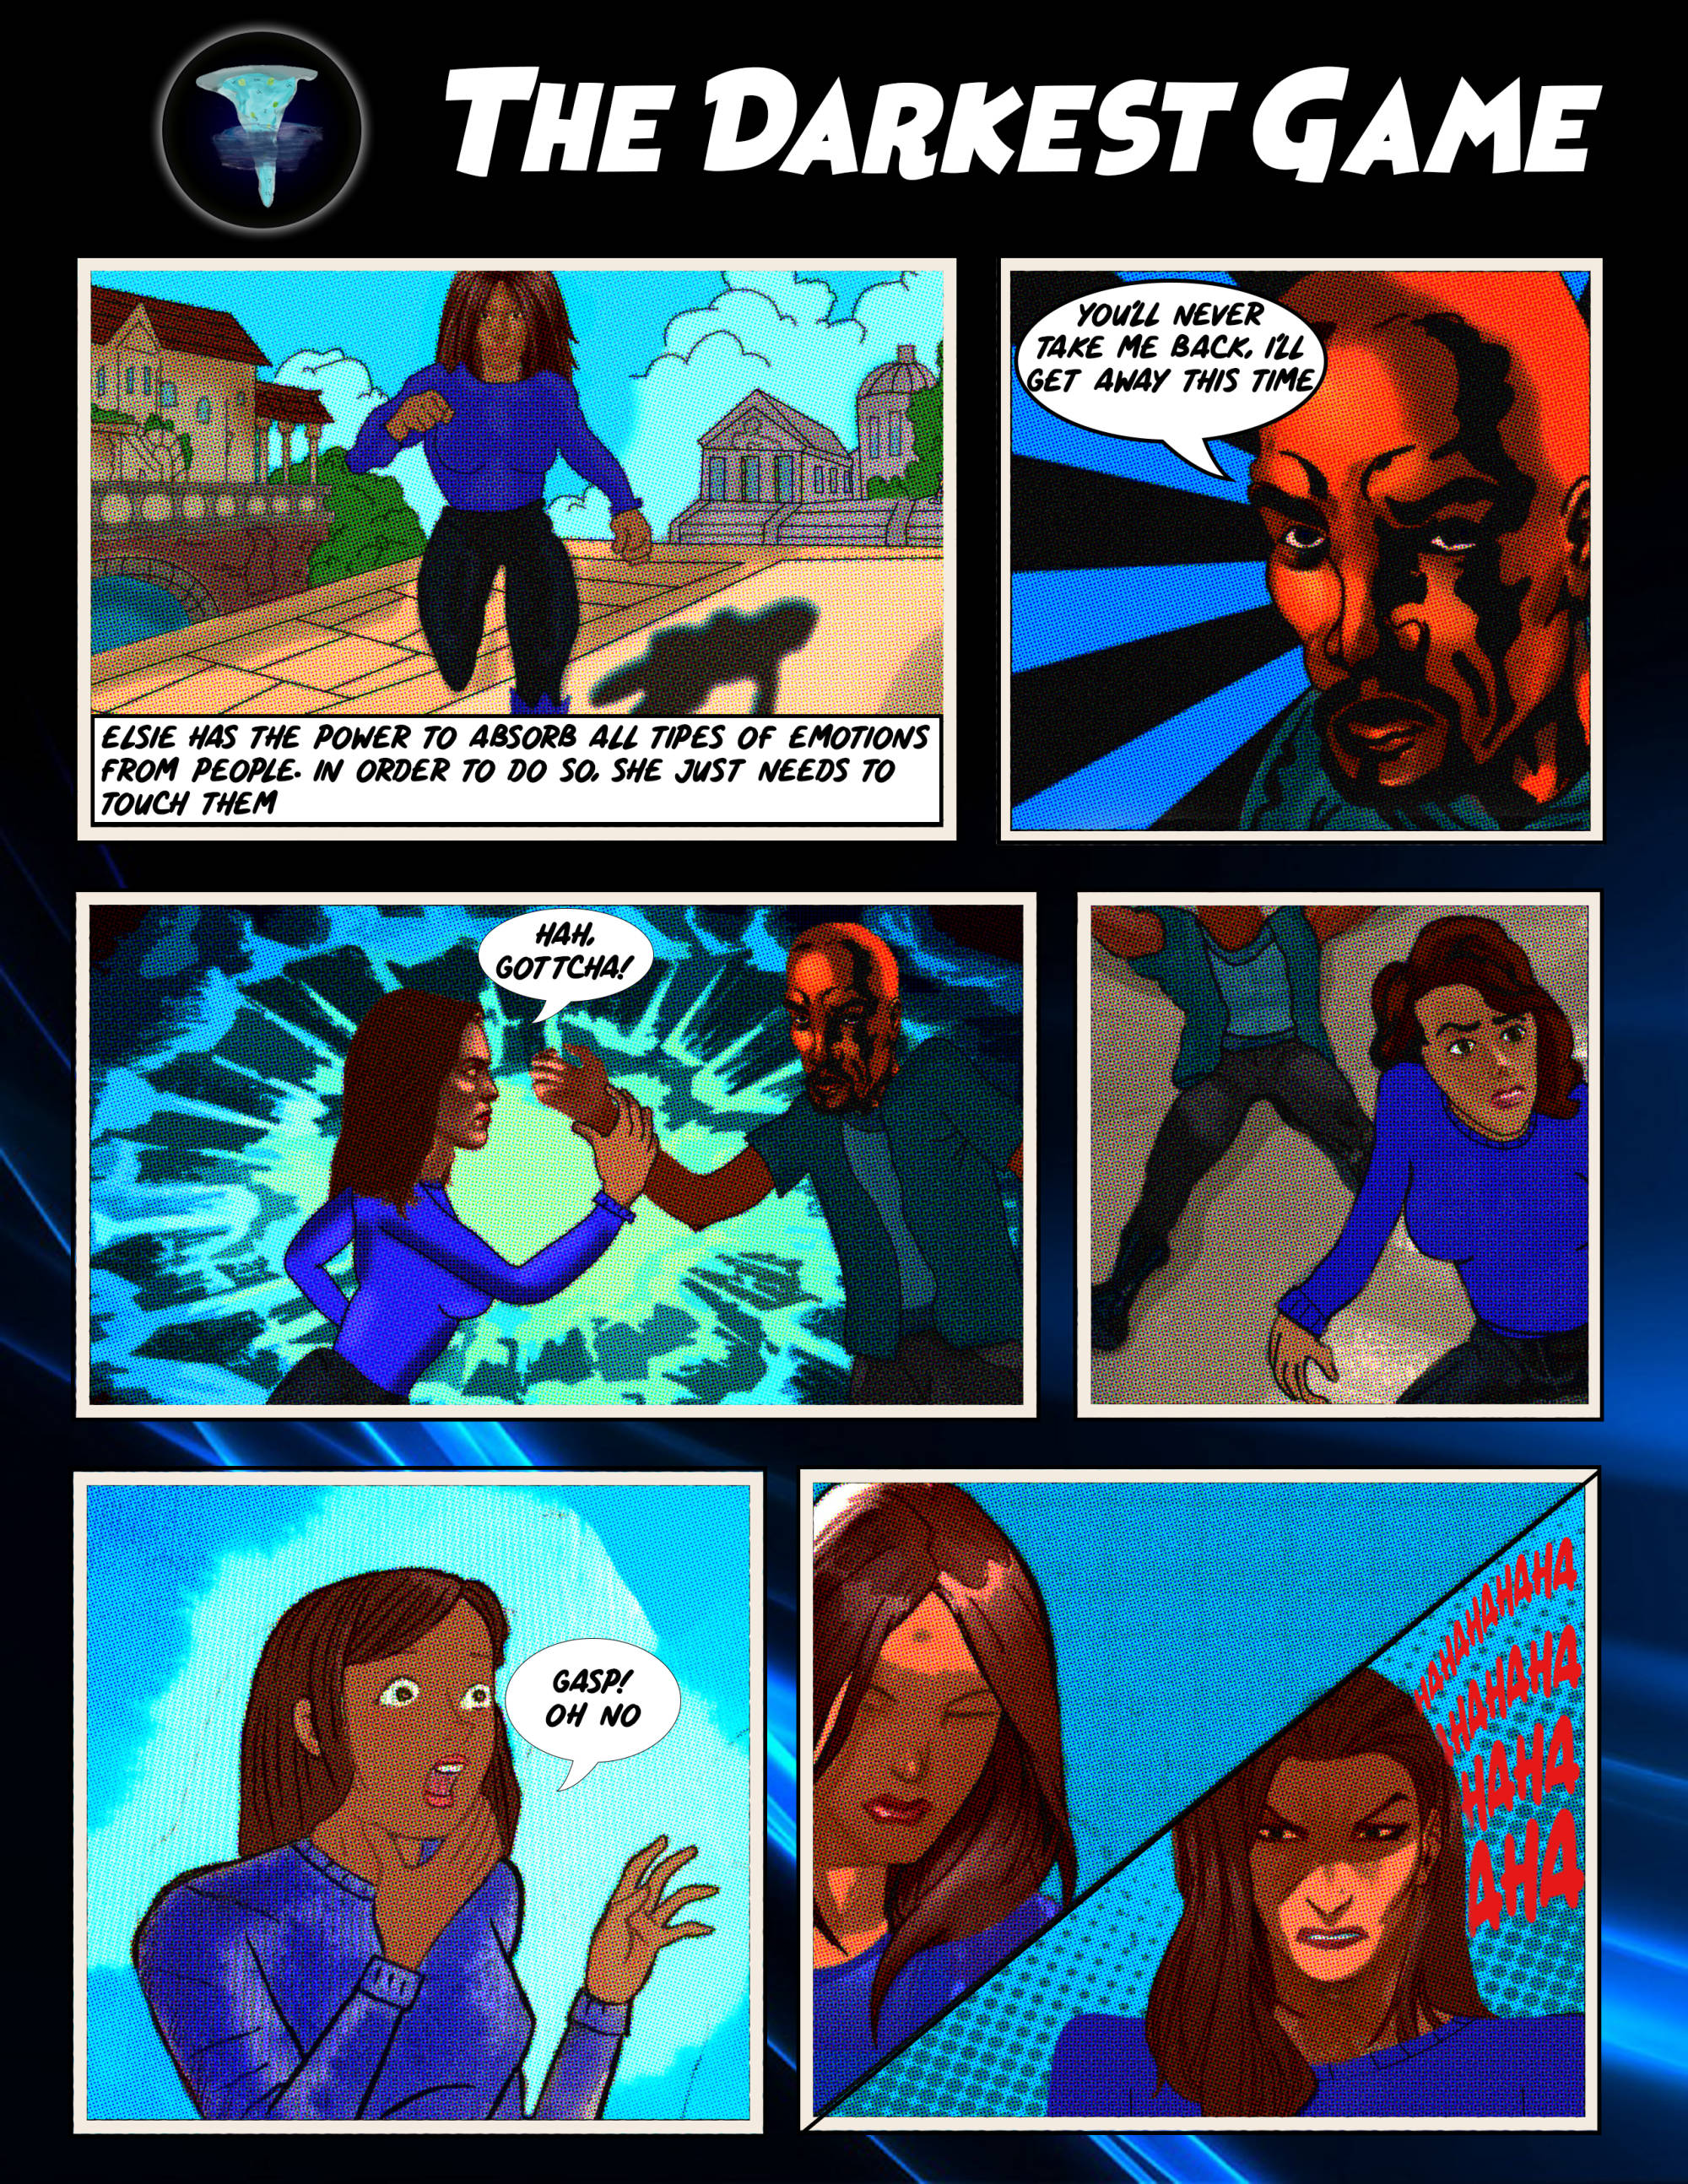 THE DARKEST GAME
YOU'LL NEVER
TAKE ME BACK, I'LL
GET AWAY THIS TIME
ELSIE HAS THE POWER TO ABSORB ALL TIPES OF EMOTIONS
FROM PEOPLE. IN ORDER TO DO SO, SHE JUST NEEDS TO
TOUCH THEM
HAH,
GOTTCHA!
GASP!
OH NO
HAHAHAHAHAHA
HAHAHAHA
HAHA
AHA